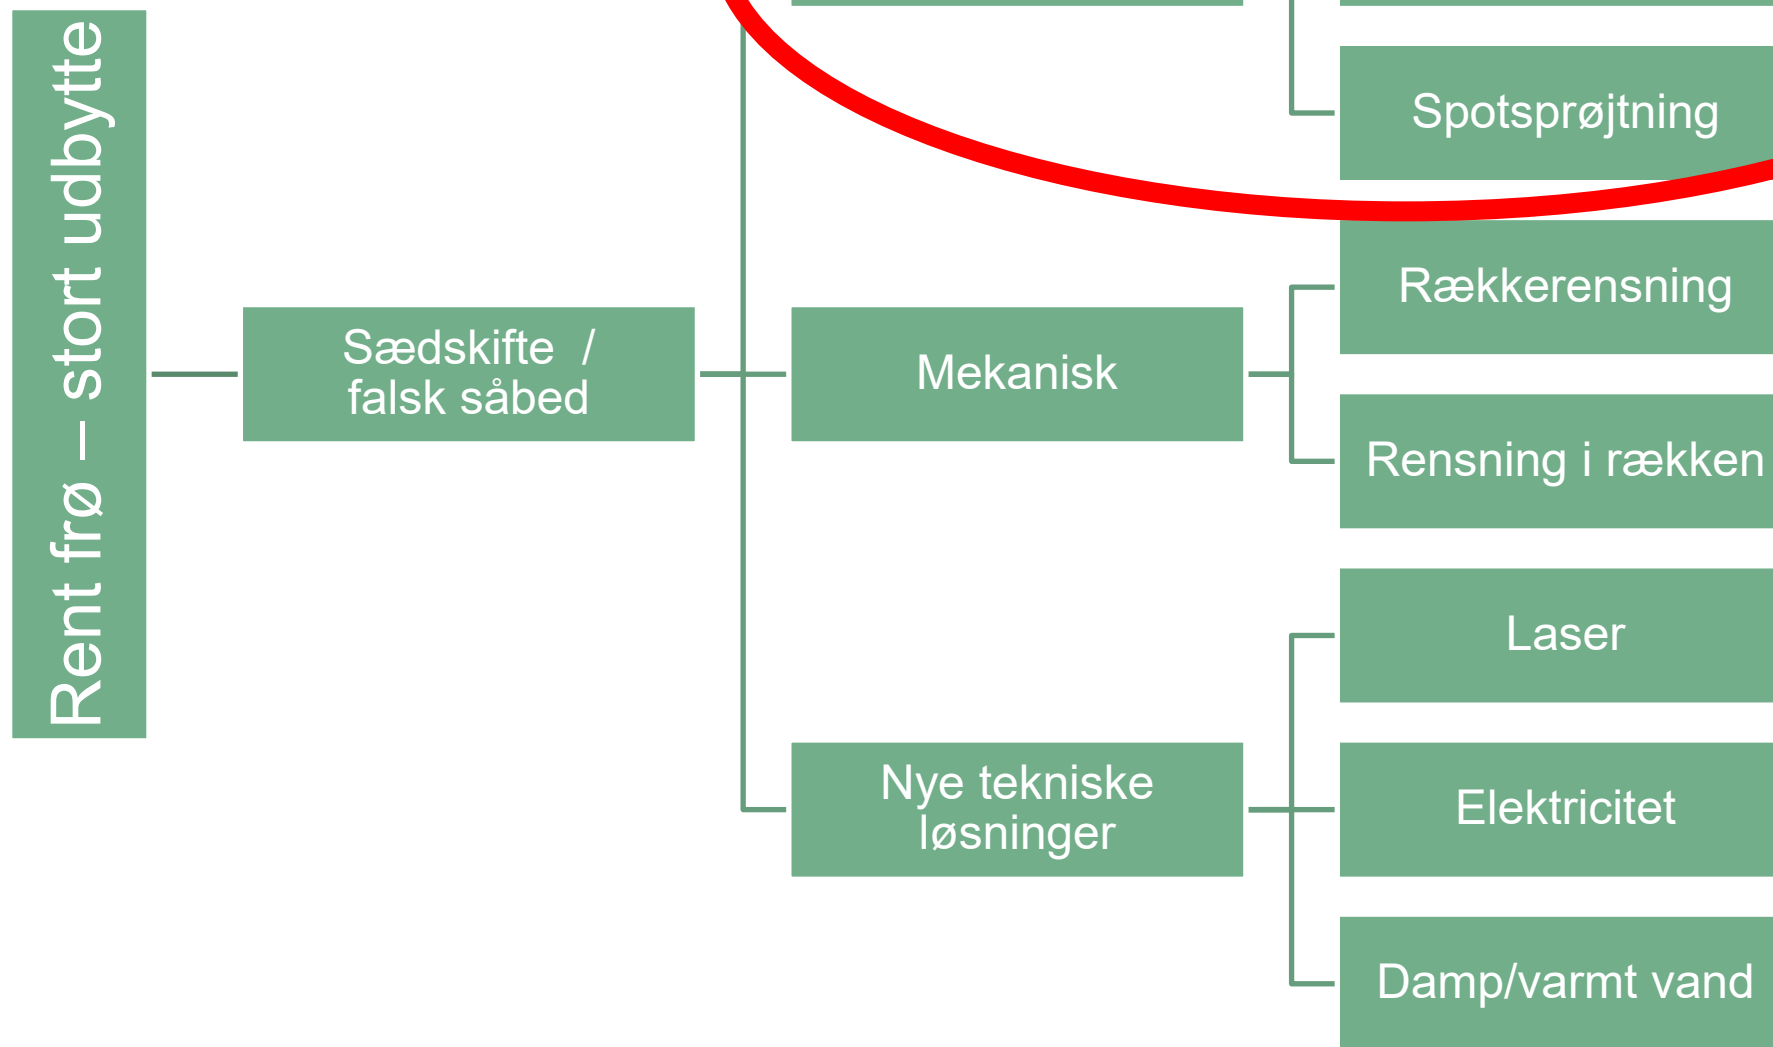 Rent frø – stort udbytte
Sædskifte /
falsk såbed
Spotsprøjtning
Mekanisk
Rækkerensning
Rensning i rækken
Nye tekniske
løsninger
Laser
Elektricitet
Damp/varmt vand